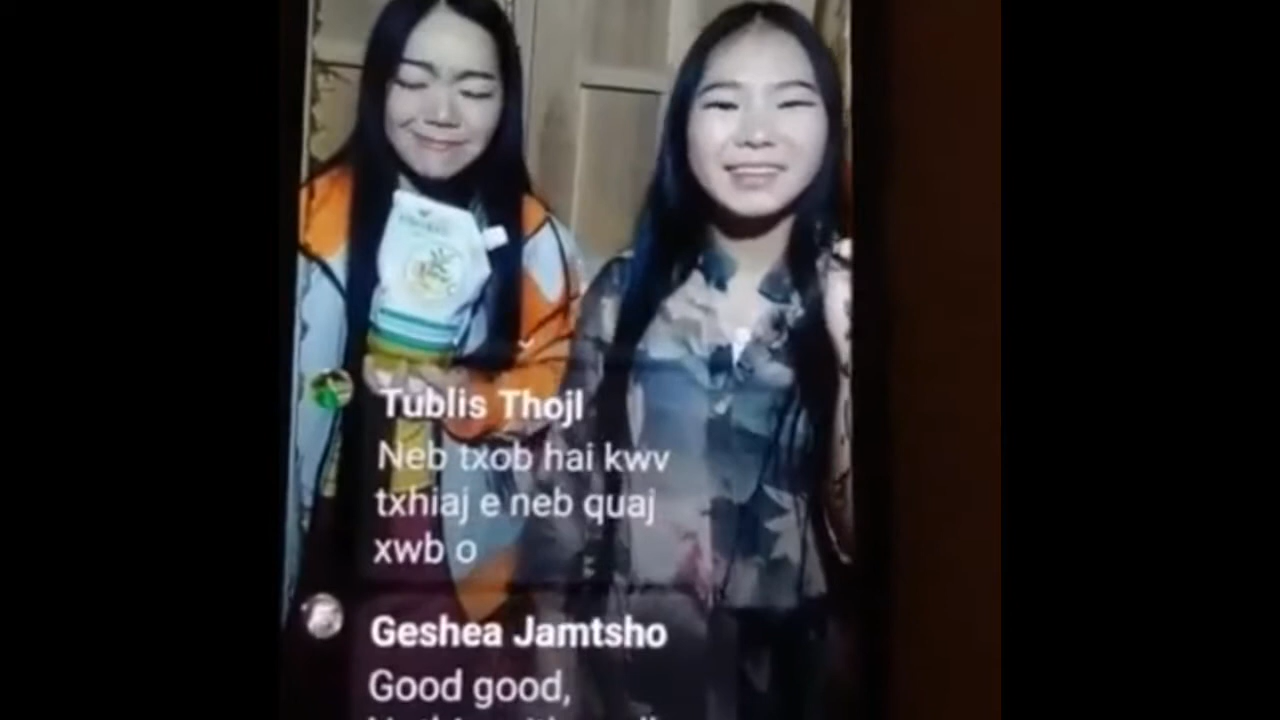 Tublis Thojl
Neb txob hai kwv
txhiaj e neb quaj
xwb o
Geshea Jamtsho
Good good,